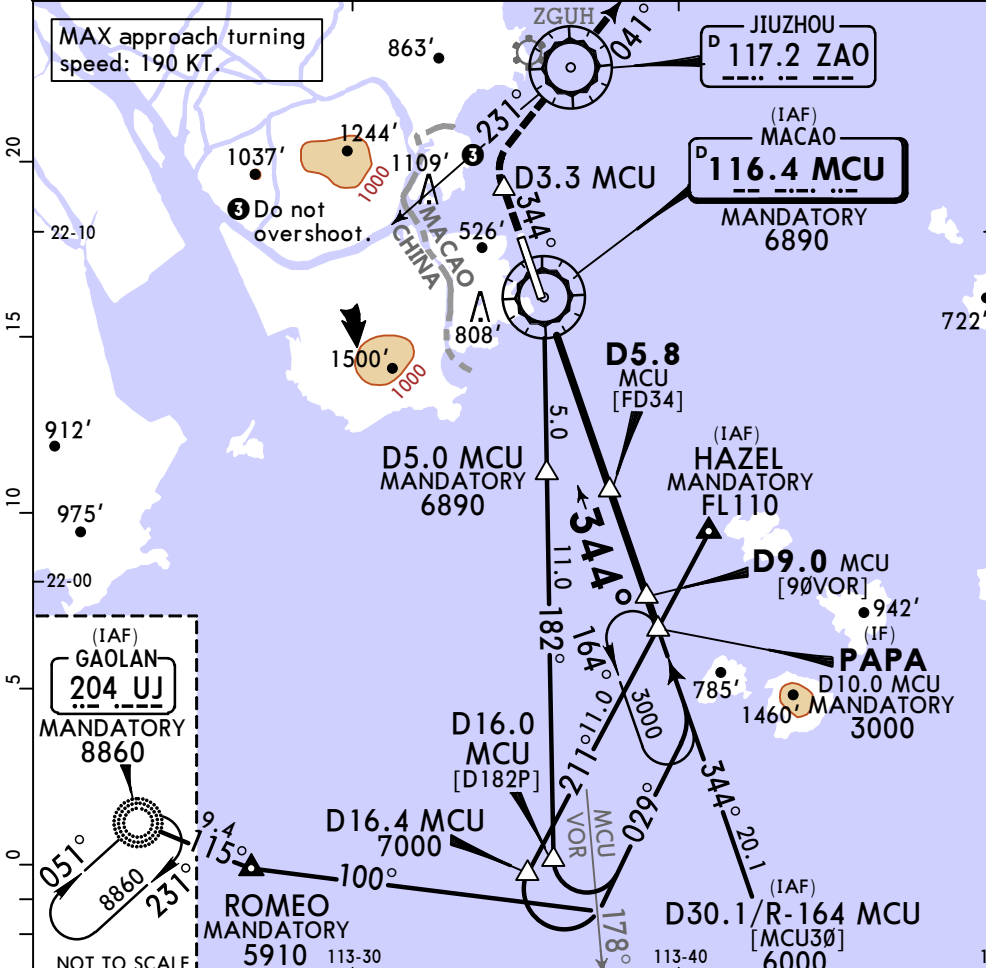 MAX approach turning
speed: 190 KT.
863'
ZGUH
041°
JIUZHOU
D 117.2 ZAO
231°
(IAF)
MACAO
D 116.4 MCU
MANDATORY
6890
20
1244'
1037'
1000
1109'
3
D3.3 MCU
3 Do not
overshoot.
344°
MACAO
CHINA
526'
22-10
808'
722'
15
1500'
1000
D5.8
MCU
[FD34]
5.0
912'
D5.0 MCU
MANDATORY
6890
(IAF)
HAZEL
MANDATORY
FL110
10
975'
344°
11.0
D9.0 MCU
[90VOR]
22-00
942'
182°
164°
(IF)
PAPA
D10.0 MCU
MANDATORY
3000
(IAF)
GAOLAN
204 UJ
MANDATORY
8860
5
785'
1460'
3000
11.0
211°
D16.0
MCU
[D182P]
029°
344°
20.1
MCU
VOR
D16.4 MCU
7000
0
9.4
115°
051°
8860
231°
100°
ROMEO
MANDATORY
5910
178°
(IAF)
D30.1/R-164 MCU
[MCU30]
6000
NOT TO SCALE
113-30
113-40